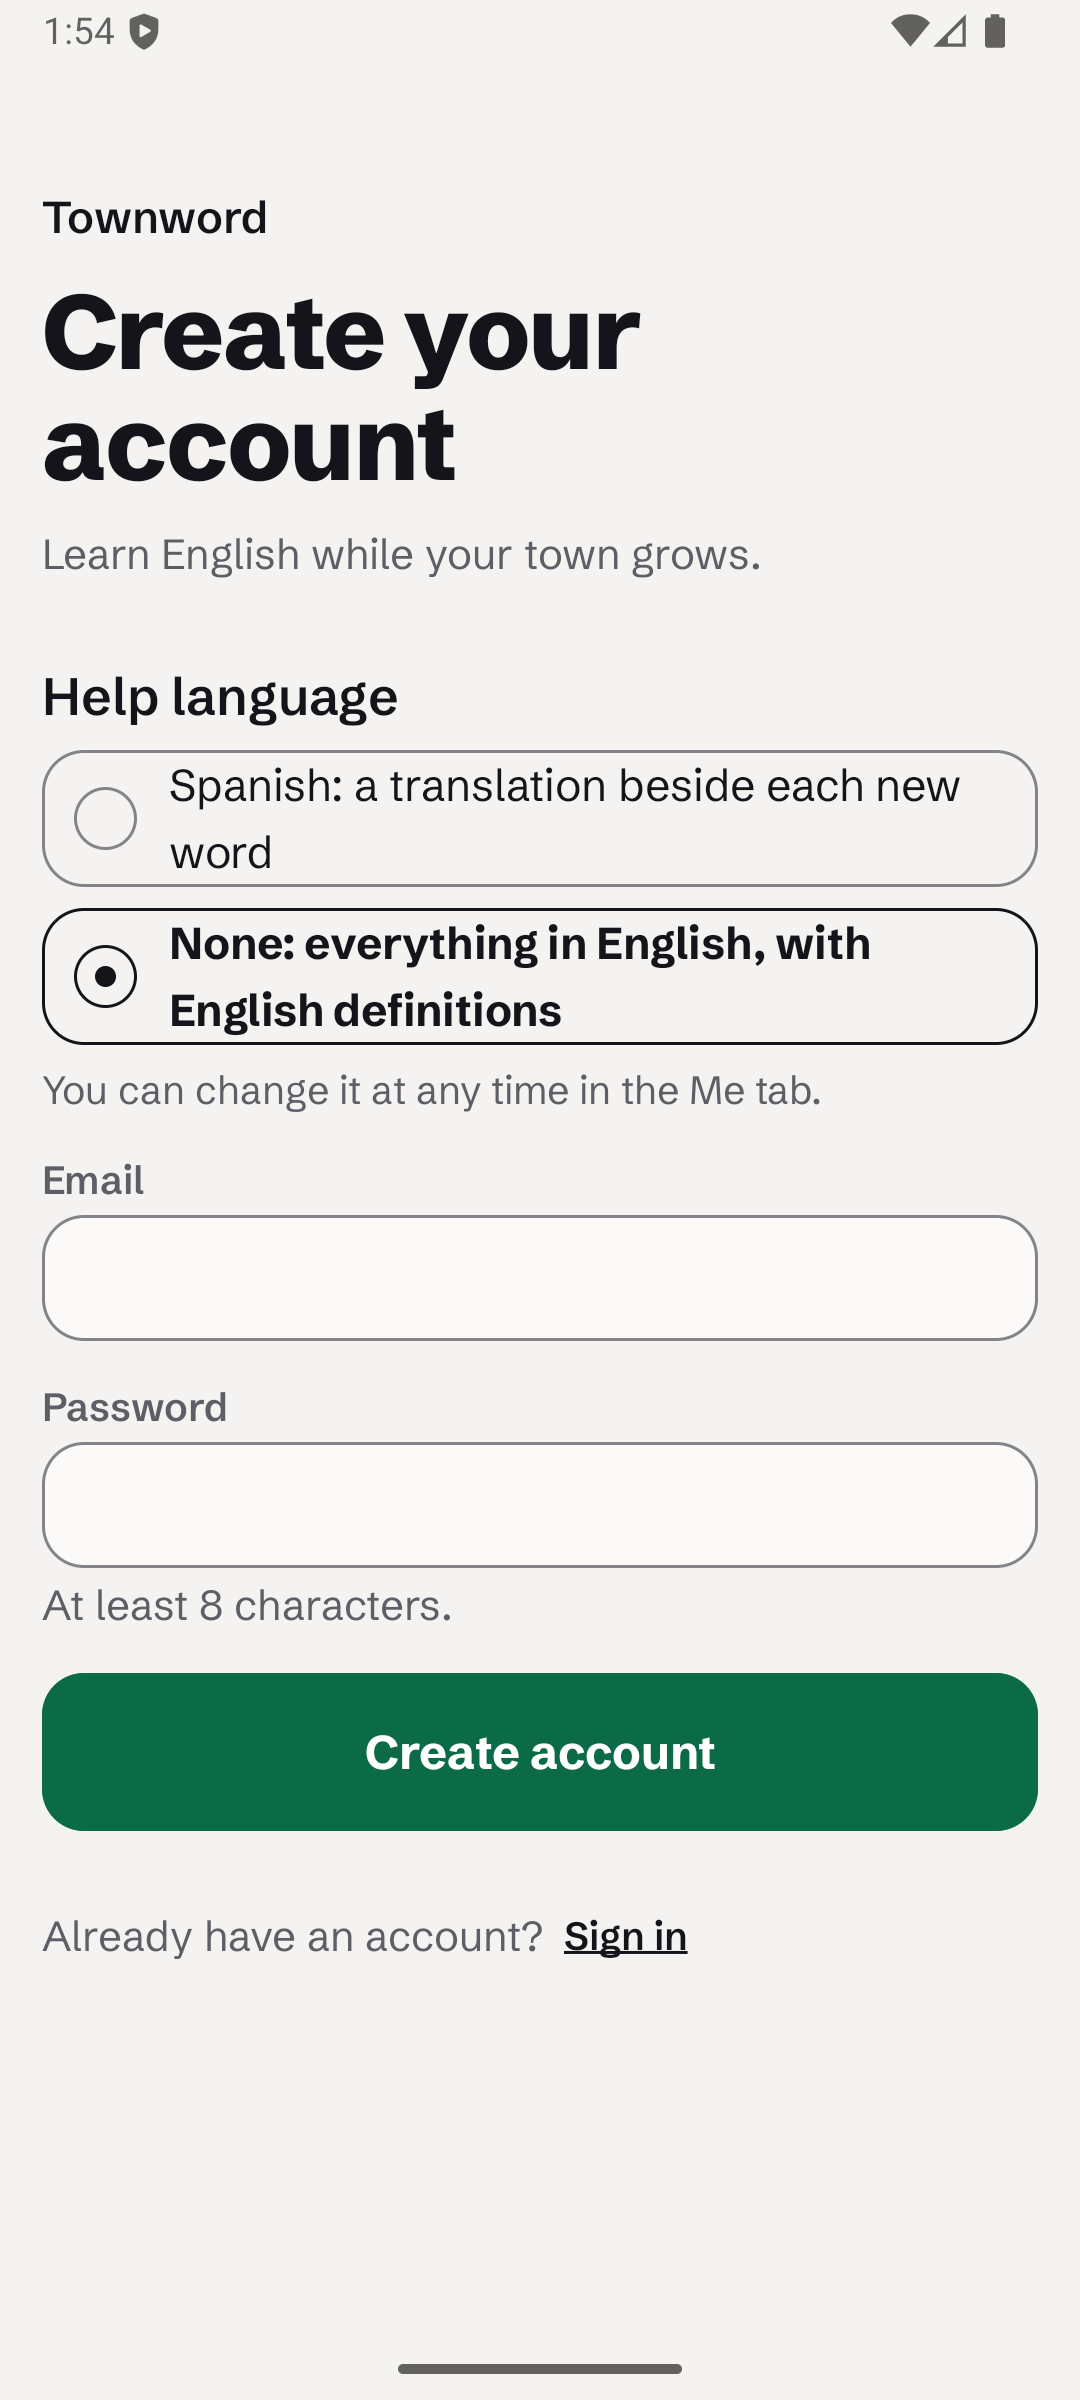 1:54
Townword
Create your
account
Learn English while your town grows.
Help language
Spanish: a translation beside each new
word
None: everything in English, with
English definitions
You can change it at any time in the Me tab.
Email
Password
At least 8 characters.
Create account
Already have an account? Sign in